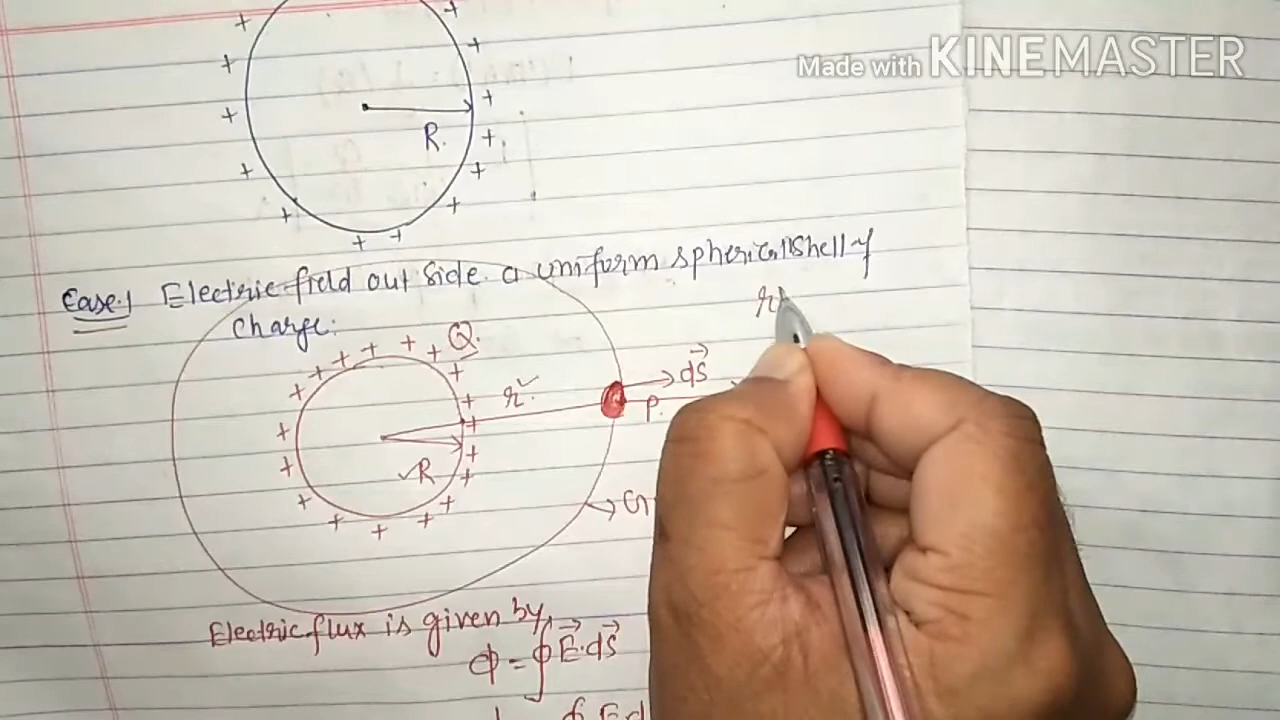 Made with KINEMASTER
+ + + + + + + + + + + + + +
R.
Case.1 Electric field out side a uniform spherical Shell of
charge:
r
Q.
+ + + + + + + + + + + + + + + + + + + +
r
dS
P.
R
Electric flux is given by,
ϕ = ∮ E⃗·dS⃗